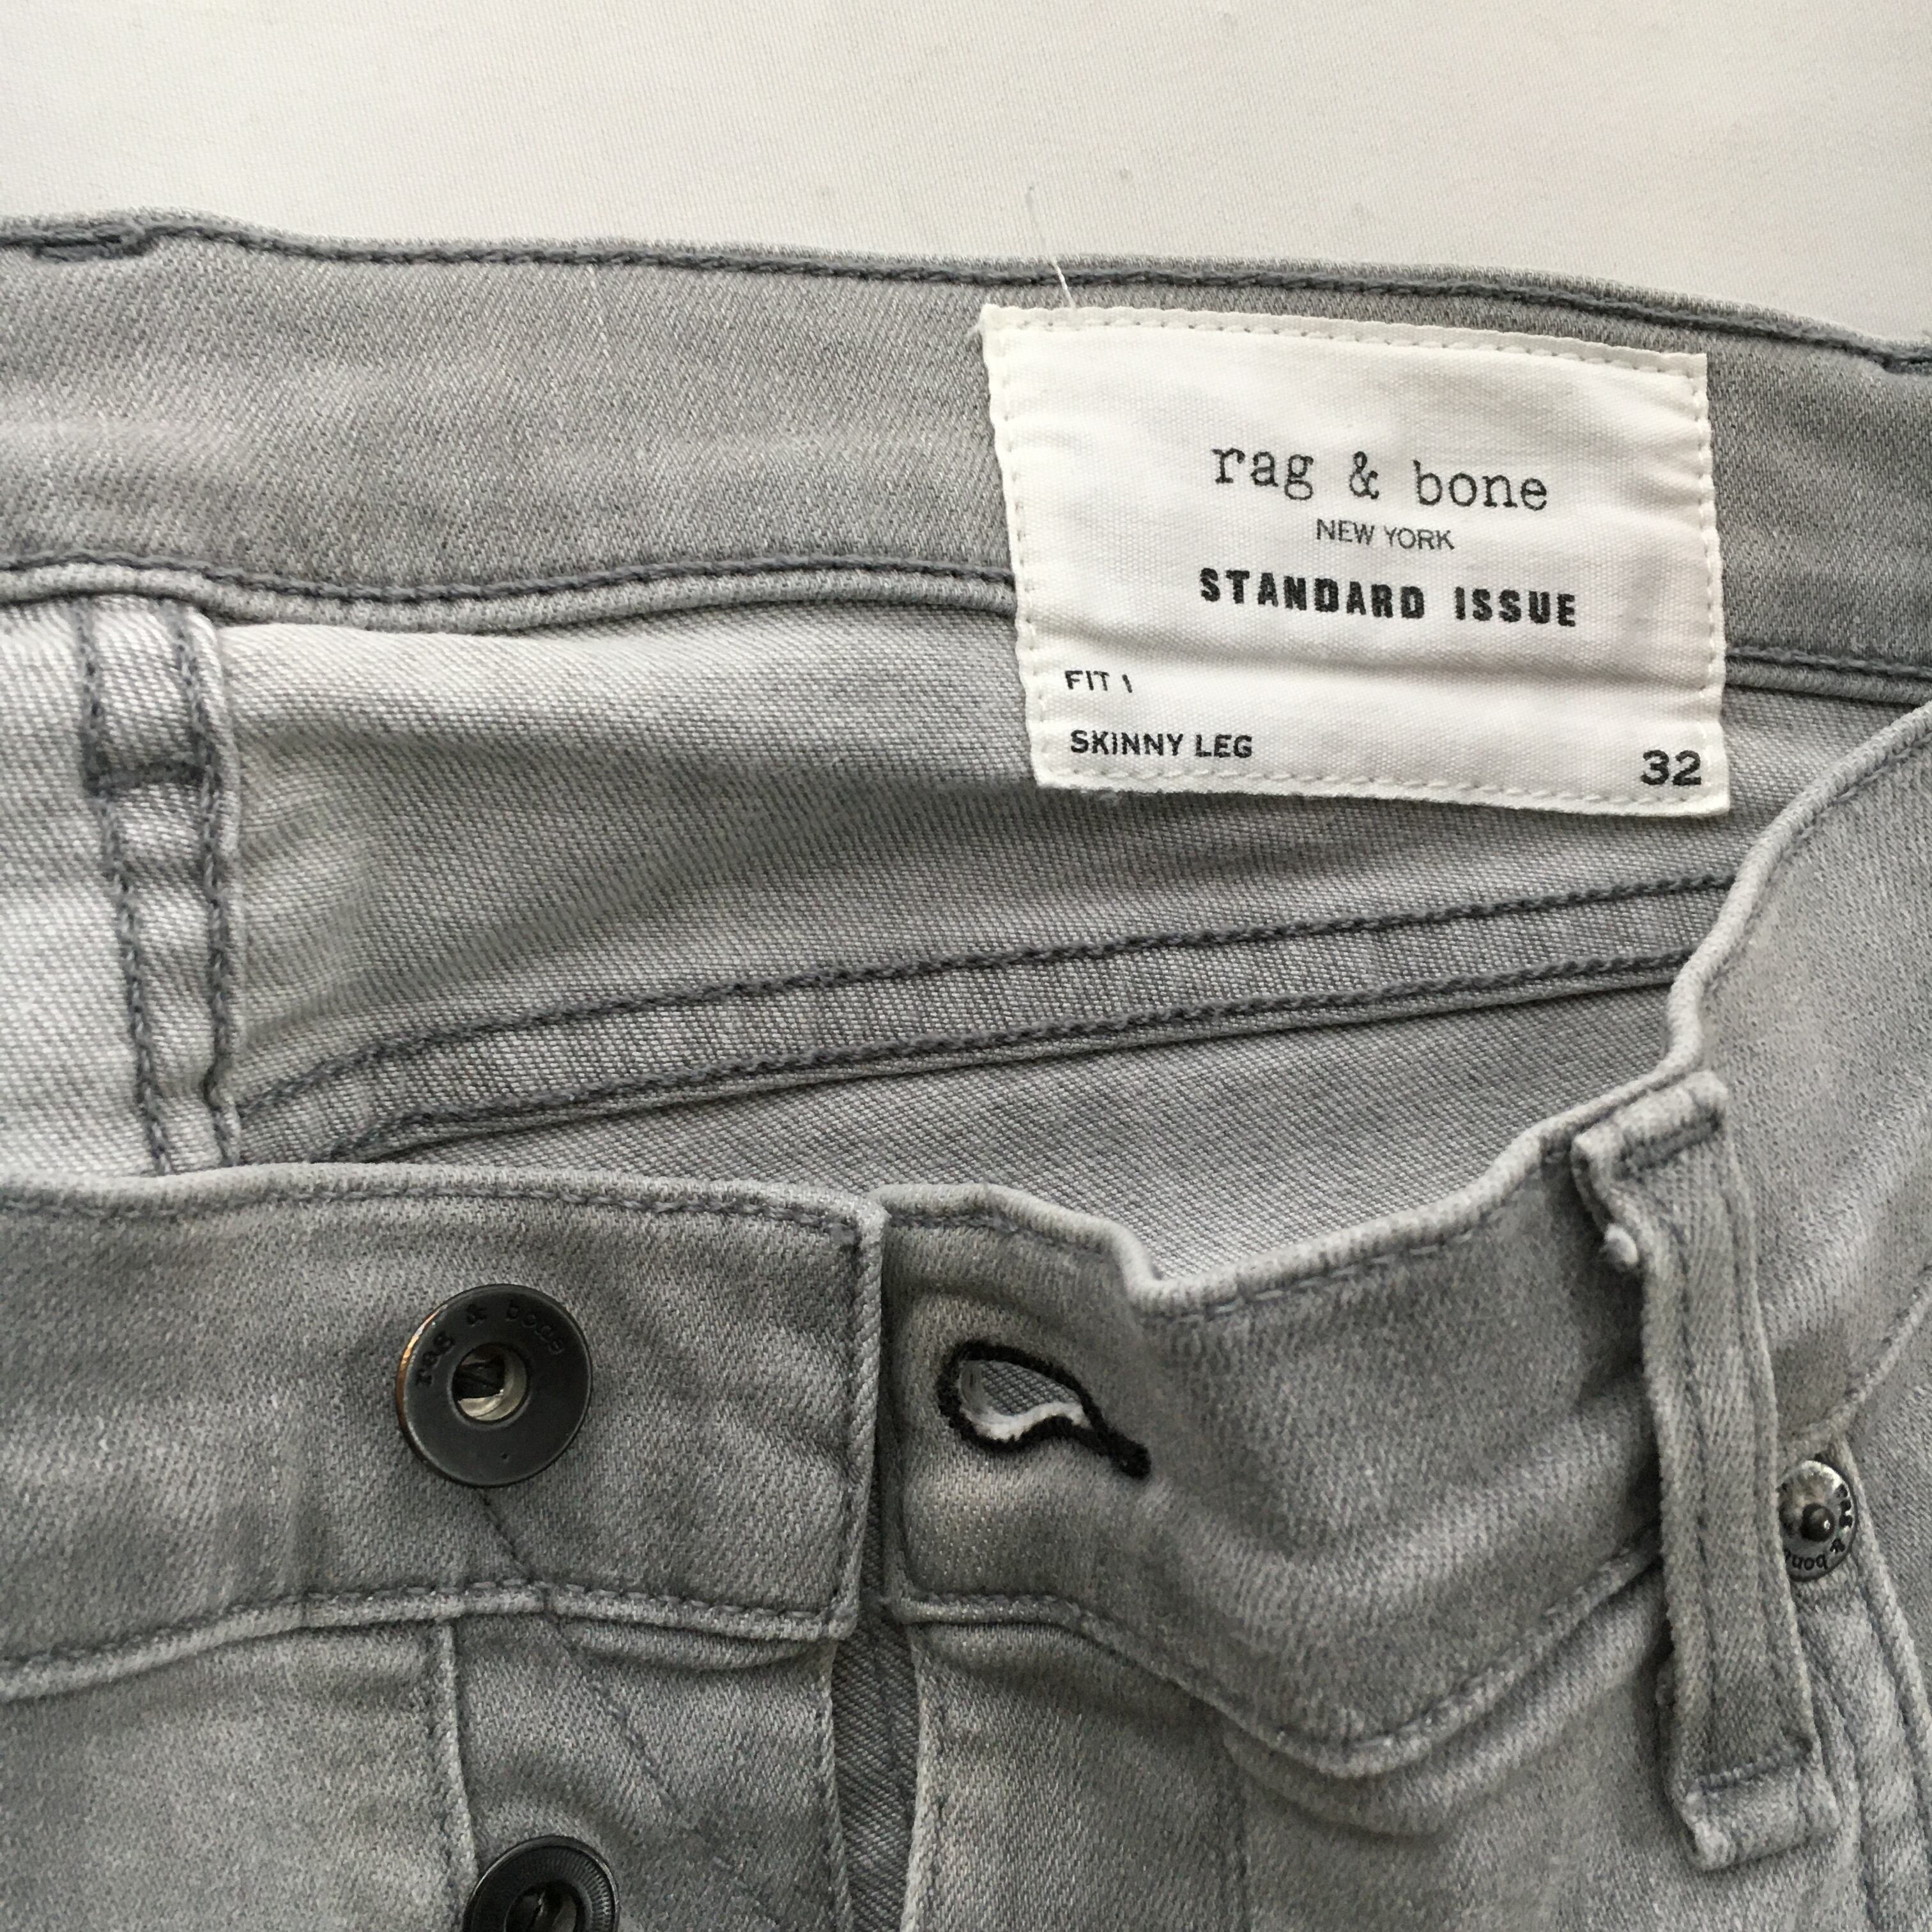 rag & bone
NEW YORK
STANDARD ISSUE
FIT 1
SKINNY LEG
32
rag & bone
rag & bone